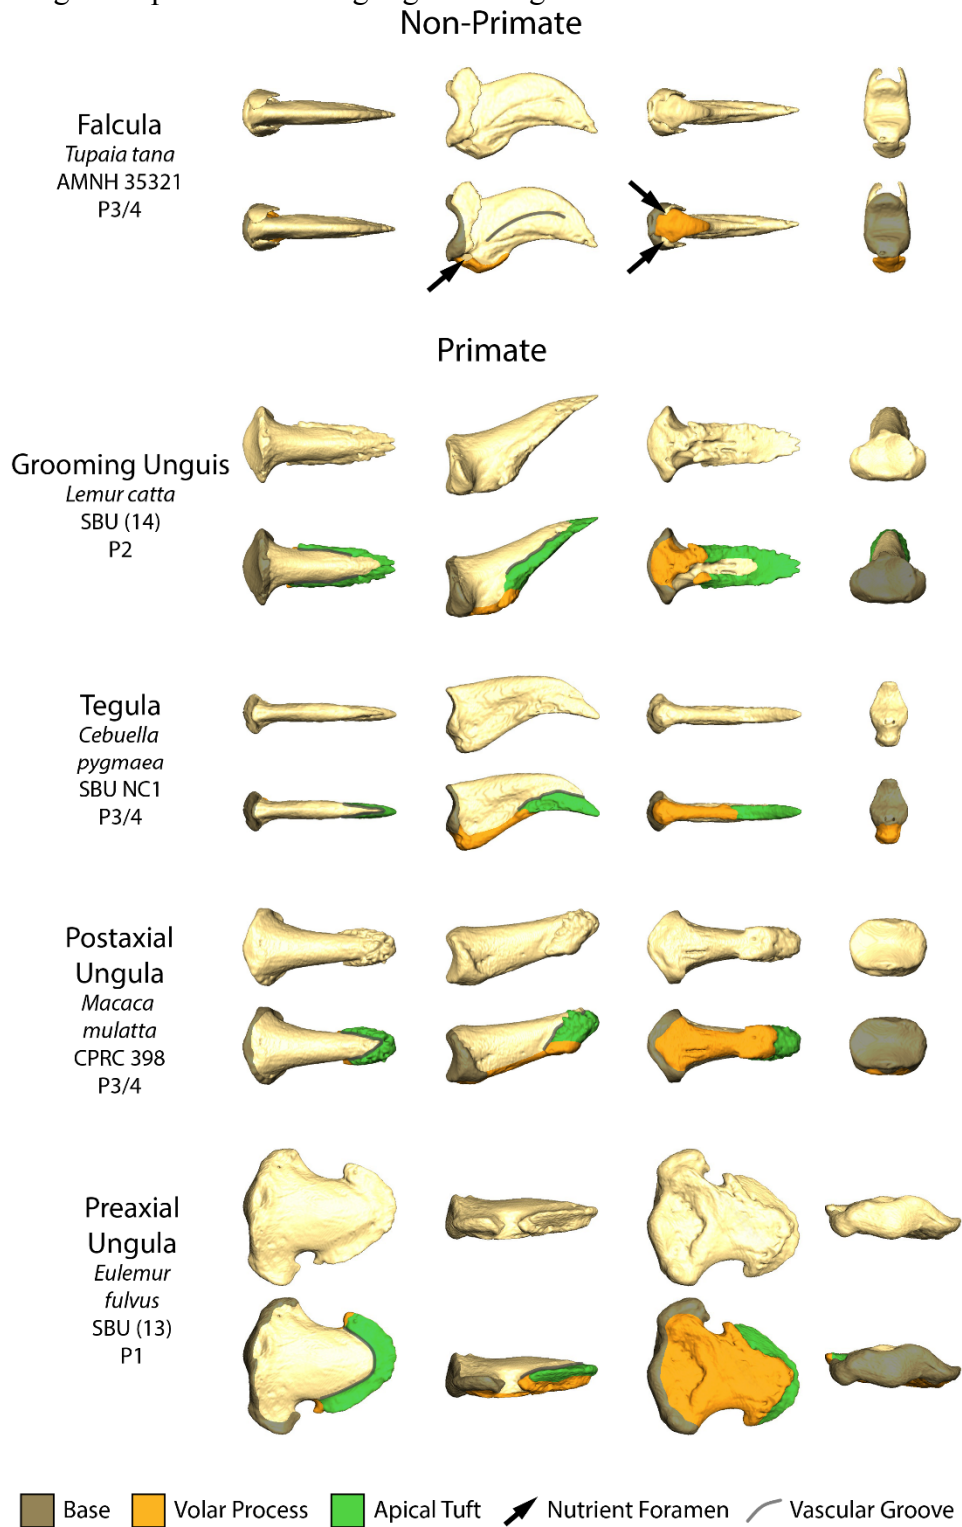 Non-Primate
Falcula
Tupaia tana
AMNH 35321
P3/4
Primate
Grooming Unguis
Lemur catta
SBU (14)
P2
Tegula
Cebuella
pygmaea
SBU NC1
P3/4
Postaxial
Ungula
Macaca
mulatta
CPRC 398
P3/4
Preaxial
Ungula
Eulemur
fulvus
SBU (13)
P1
Base Volar Process Apical Tuft Nutrient Foramen Vascular Groove